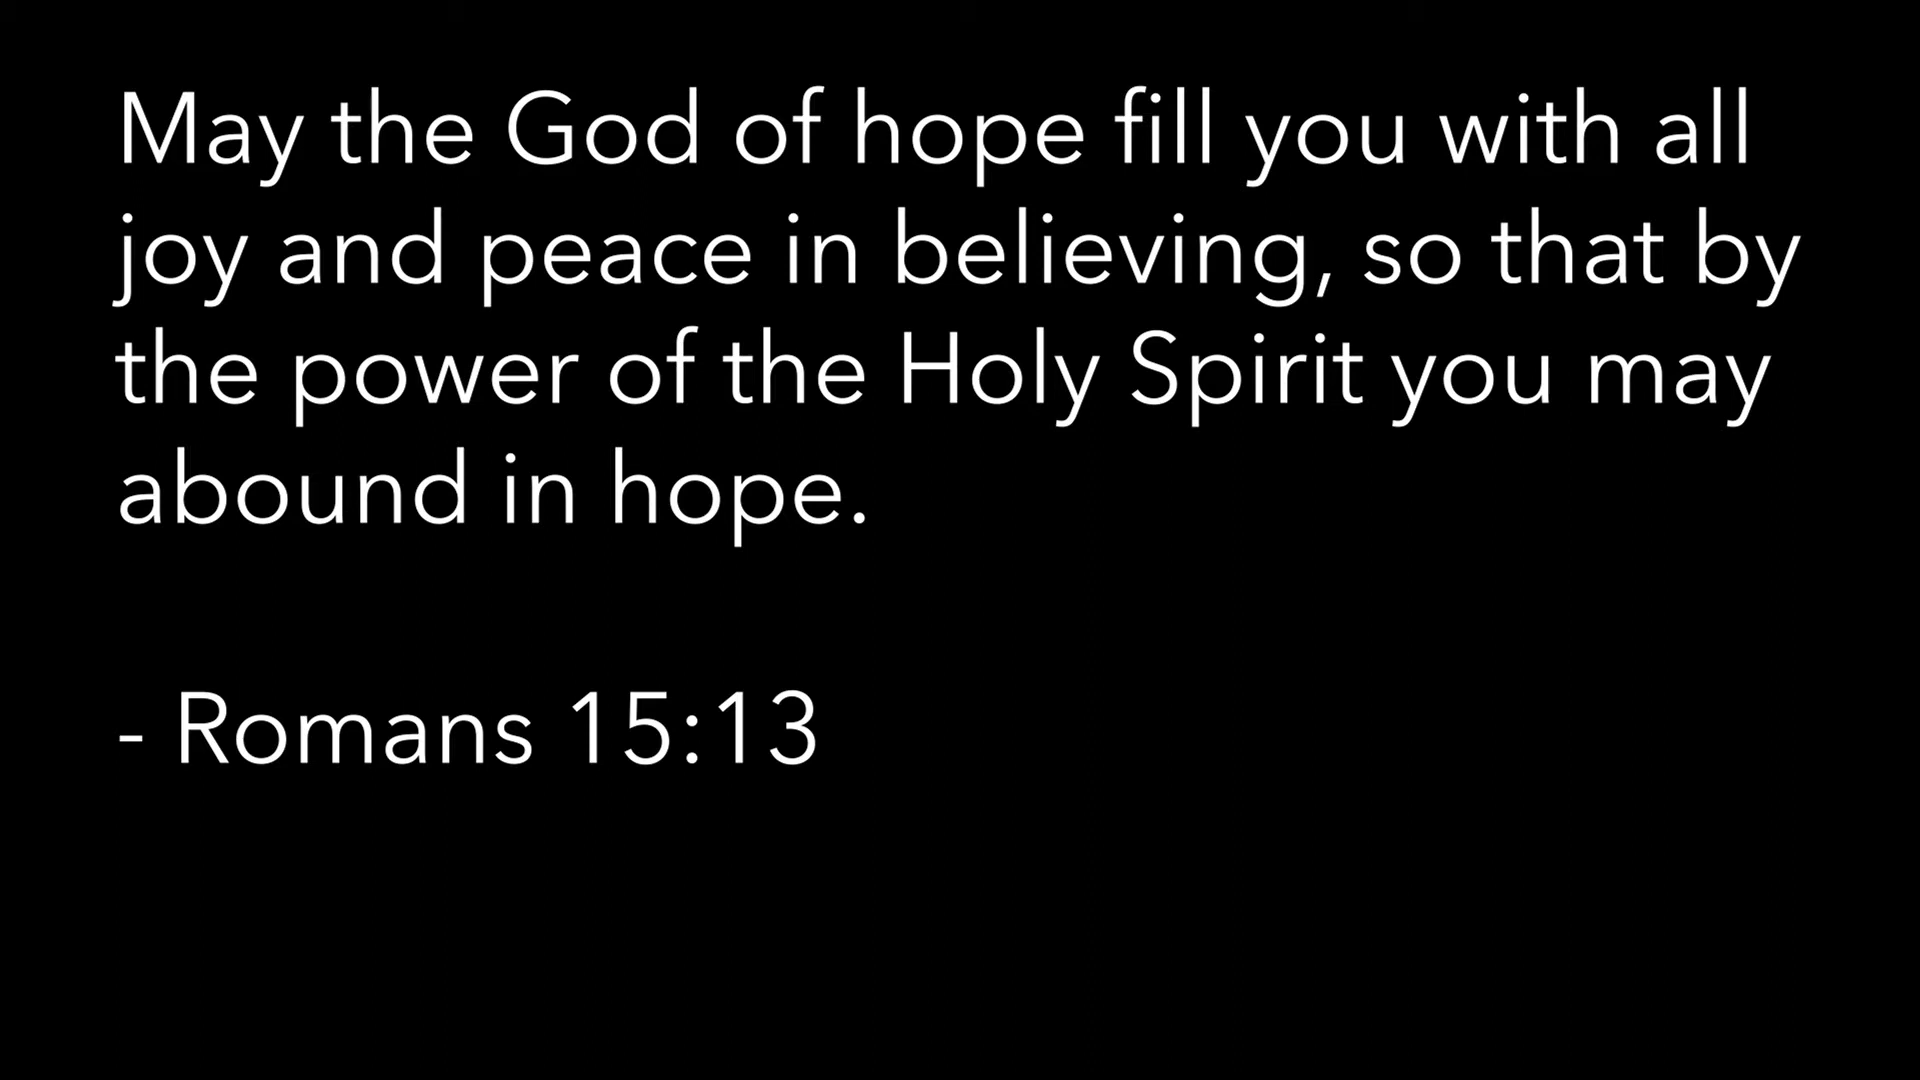 May the God of hope fill you with all
joy and peace in believing, so that by
the power of the Holy Spirit you may
abound in hope.
- Romans 15:13